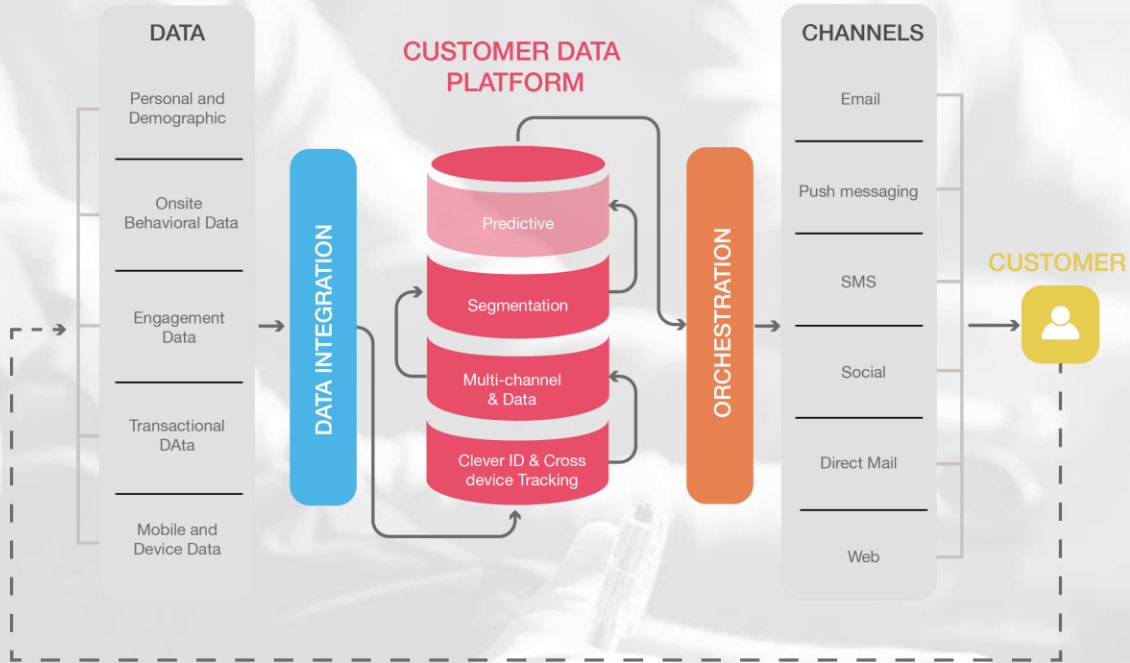 DATA
Personal and
Demographic
Onsite
Behavioral Data
Engagement
Data
Transactional
DAta
Mobile and
Device Data
DATA INTEGRATION
CUSTOMER DATA
PLATFORM
Predictive
Segmentation
Multi-channel
& Data
Clever ID & Cross
device Tracking
ORCHESTRATION
CHANNELS
Email
Push messaging
SMS
Social
Direct Mail
Web
CUSTOMER